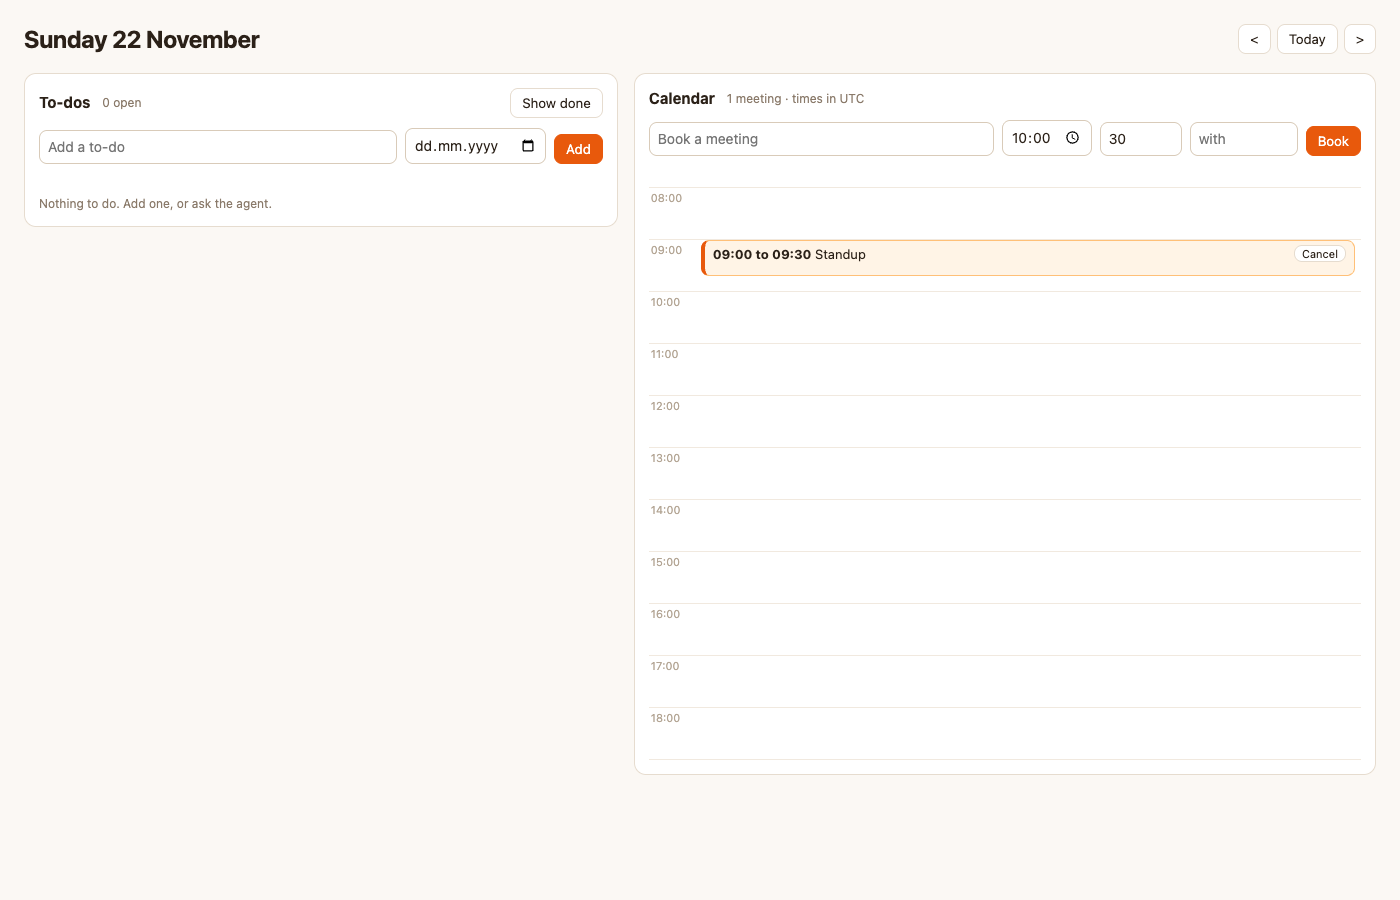 Sunday 22 November
< Today >
To-dos 0 open Show done
Add a to-do dd.mm.yyyy Add
Nothing to do. Add one, or ask the agent.
Calendar 1 meeting · times in UTC
Book a meeting 10:00 30 with Book
08:00
09:00 09:00 to 09:30 Standup Cancel
10:00
11:00
12:00
13:00
14:00
15:00
16:00
17:00
18:00